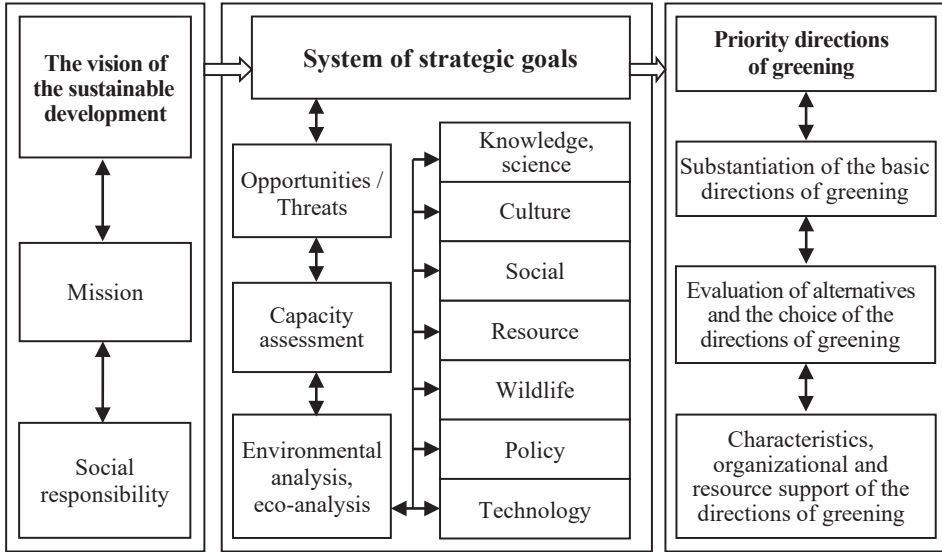 The vision of
the sustainable
development
Mission
Social
responsibility
System of strategic goals
Opportunities /
Threats
Capacity
assessment
Environmental
analysis,
eco-analysis
Knowledge,
science
Culture
Social
Resource
Wildlife
Policy
Technology
Priority directions
of greening
Substantiation of the basic
directions of greening
Evaluation of alternatives
and the choice of the
directions of greening
Characteristics,
organizational and
resource support of the
directions of greening